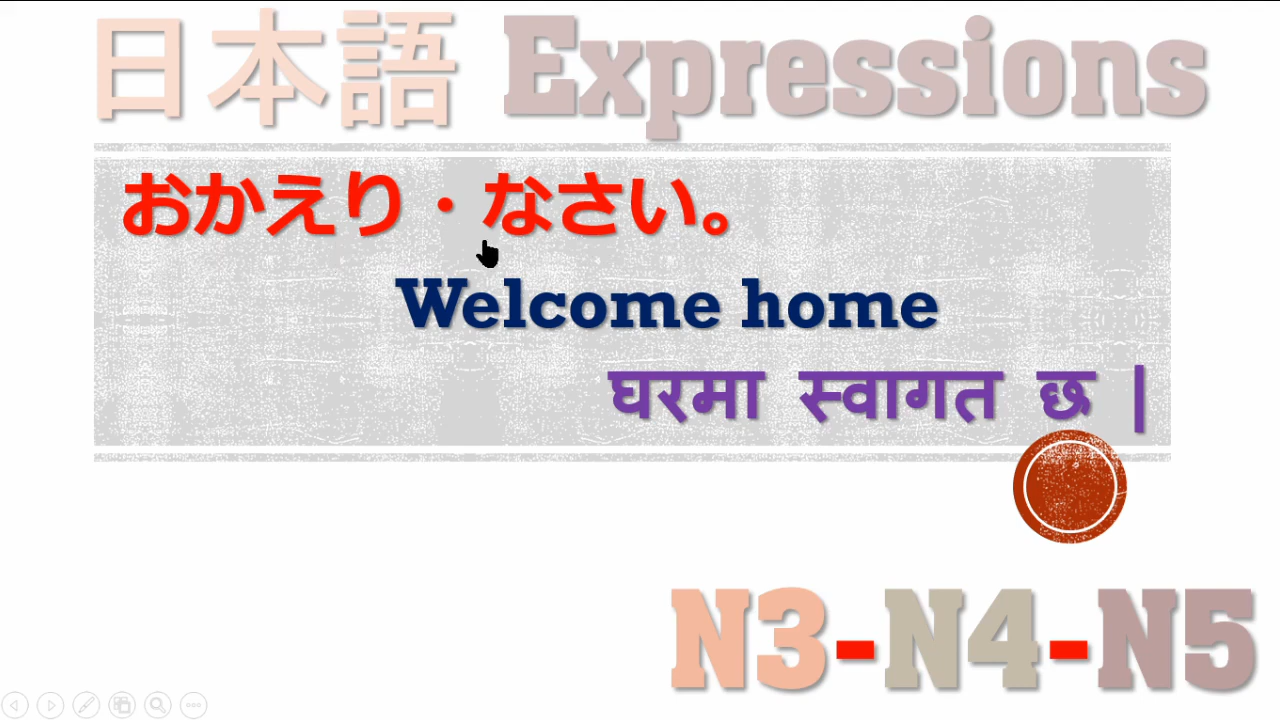 日本語 Expressions
おかえり・なさい。
Welcome home
घरमा स्वागत छ |
N3-N4-N5